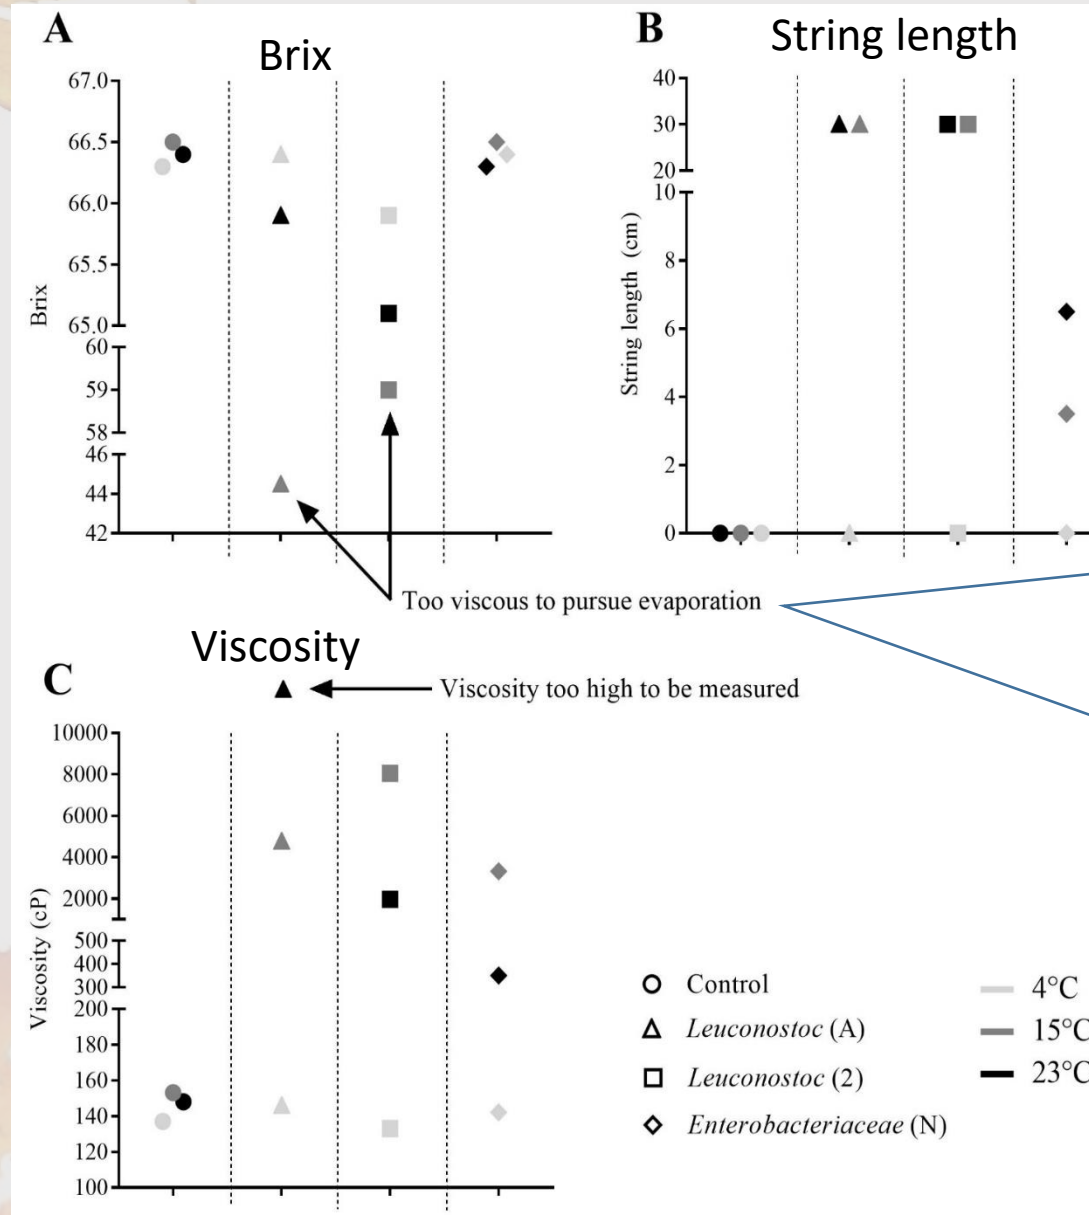 A
Brix
67.0
66.5
66.0
65.5
65.0
60
59
58
46
44
42
Brix
B
String length
40
30
20
10
8
6
4
2
0
String length (cm)
Too viscous to pursue evaporation
Viscosity
C
Viscosity too high to be measured
10000
8000
6000
4000
2000
500
400
300
200
180
160
140
120
100
Viscosity (cP)
Control
Leuconostoc (A)
Leuconostoc (2)
Enterobacteriaceae (N)
4°C
15°C
23°C